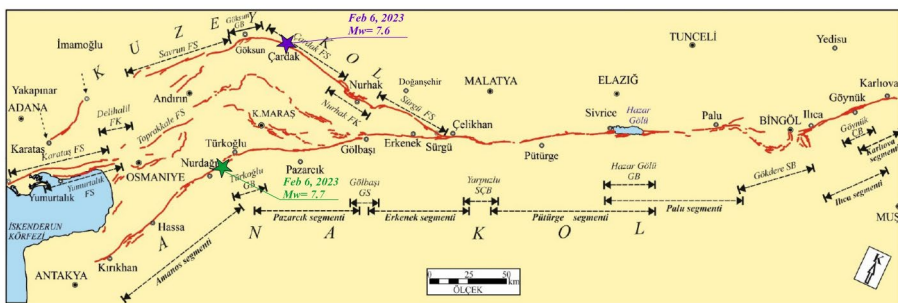 Feb 6, 2023
Mw= 7.6
TUNCELİ
Yedisu
İmamoğlu
KUZEY KOL
Göksun GB
Göksun
Savrun FS
Çardak
Çardak FS
Yakapınar
ADANA
Andırın
Nurhak
Doğanşehir
MALATYA
ELAZIĞ
Karlıova
Göynük
Delihalil FK
K.MARAŞ
Nurhak FK
Sürgü FS
Sivrice
Hazar Gölü
Palu
BİNGÖL
Ilıca
Göynük ÇB
Karlıova segmenti
Karataş
Karataş FS
Toprakkale FS
Türkoğlu
Gölbaşı
Erkenek
Sürgü
Çelikhan
Pütürge
Yumurtalık
Yumurtalık FS
OSMANİYE
Nurdağı
Pazarcık
Feb 6, 2023
Mw= 7.7
Türkoğlu GB
Gölbaşı GS
Yarpuzlu SÇB
Hazar Gölü GB
Gökdere SB
Ilıca segmenti
İSKENDERUN KÖRFEZİ
Hassa
Pazarcık segmenti
Erkenek segmenti
Pütürge segmenti
Palu segmenti
MUŞ
ANA KOL
Kırıkhan
Amanos segmenti
ANTAKYA
0 25 50 km
ÖLÇEK
K